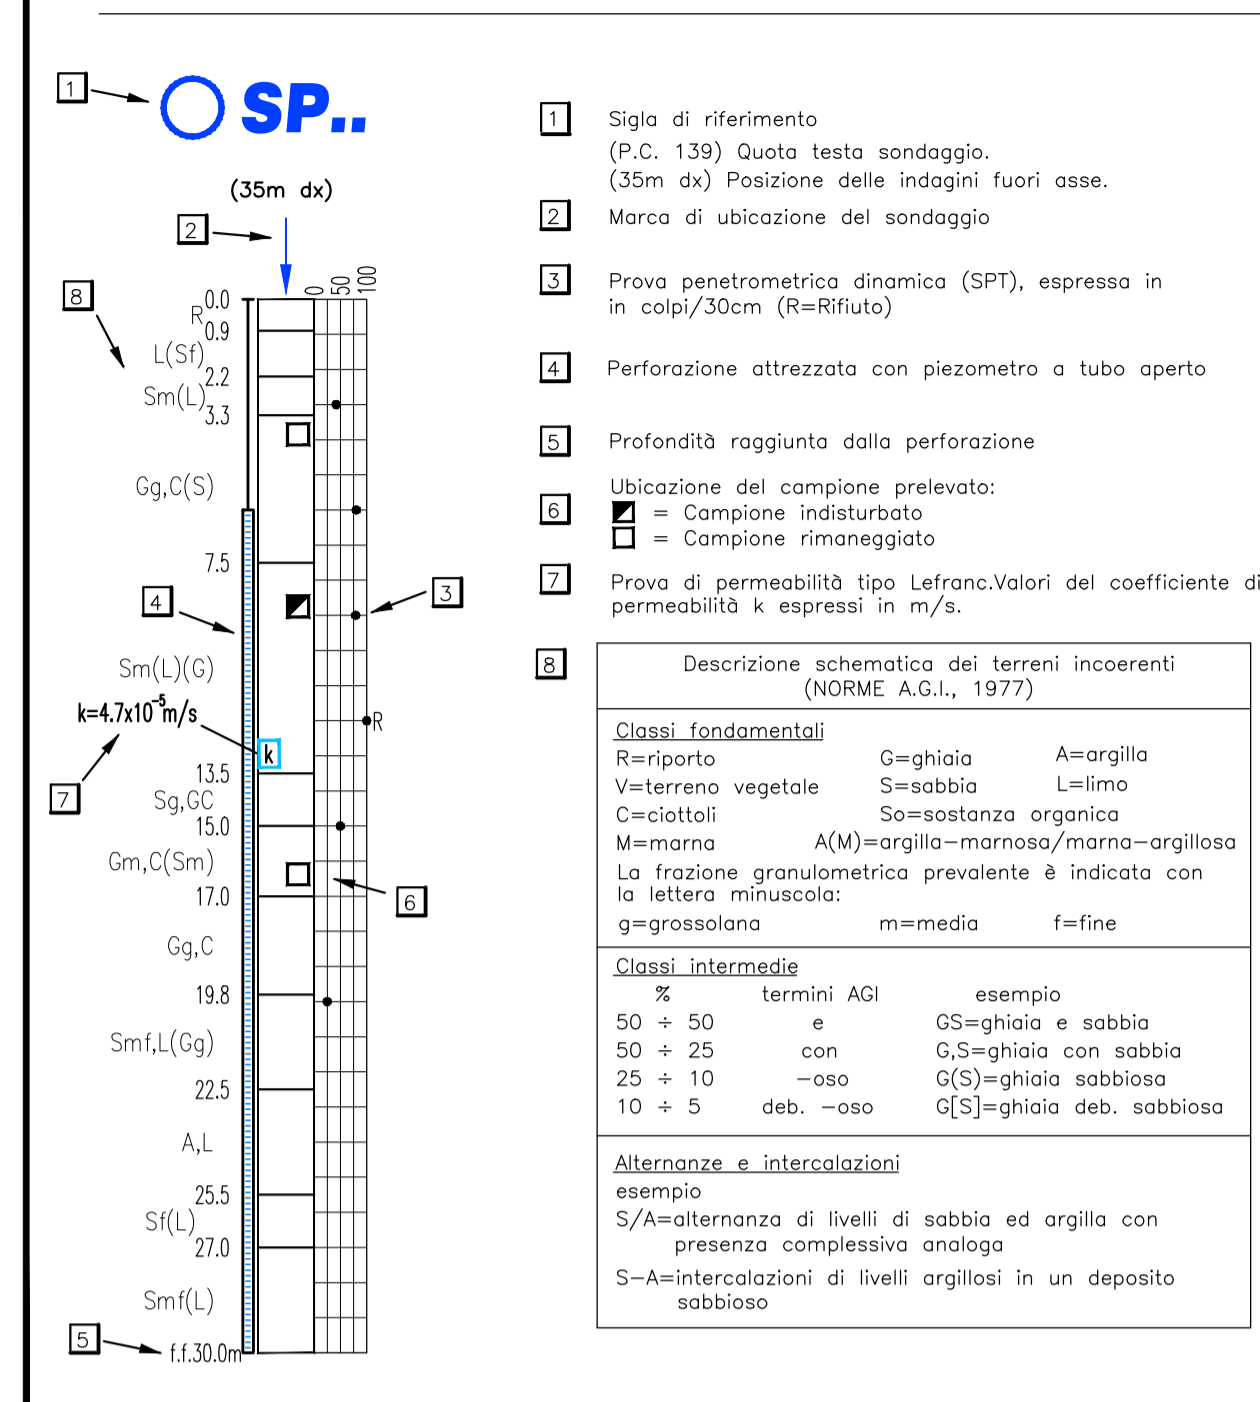 1
SP..
(35m dx)
2
8
0 50 100
0.0
R
0.9
L(Sf)
2.2
Sm(L)
3.3
Gg,C(S)
7.5
4
3
Sm(L)(G)
k=4.7x10⁻⁵m/s
R
k
13.5
7
Sg,GC
15.0
Gm,C(Sm)
17.0
6
Gg,C
19.8
Smf,L(Gg)
22.5
A,L
25.5
Sf(L)
27.0
Smf(L)
5
f.f.30.0m
1 Sigla di riferimento
(P.C. 139) Quota testa sondaggio.
(35m dx) Posizione delle indagini fuori asse.
2 Marca di ubicazione del sondaggio
3 Prova penetrometrica dinamica (SPT), espressa in
in colpi/30cm (R=Rifiuto)
4 Perforazione attrezzata con piezometro a tubo aperto
5 Profondità raggiunta dalla perforazione
6 Ubicazione del campione prelevato:
= Campione indisturbato
= Campione rimaneggiato
7 Prova di permeabilità tipo Lefranc.Valori del coefficiente di
permeabilità k espressi in m/s.
8 Descrizione schematica dei terreni incoerenti
(NORME A.G.I., 1977)
Classi fondamentali
R=riporto G=ghiaia A=argilla
V=terreno vegetale S=sabbia L=limo
C=ciottoli So=sostanza organica
M=marna A(M)=argilla-marnosa/marna-argillosa
La frazione granulometrica prevalente è indicata con
la lettera minuscola:
g=grossolana m=media f=fine
Classi intermedie
% termini AGI esempio
50 ÷ 50 e GS=ghiaia e sabbia
50 ÷ 25 con G,S=ghiaia con sabbia
25 ÷ 10 -oso G(S)=ghiaia sabbiosa
10 ÷ 5 deb. -oso G[S]=ghiaia deb. sabbiosa
Alternanze e intercalazioni
esempio
S/A=alternanza di livelli di sabbia ed argilla con
presenza complessiva analoga
S-A=intercalazioni di livelli argillosi in un deposito
sabbioso